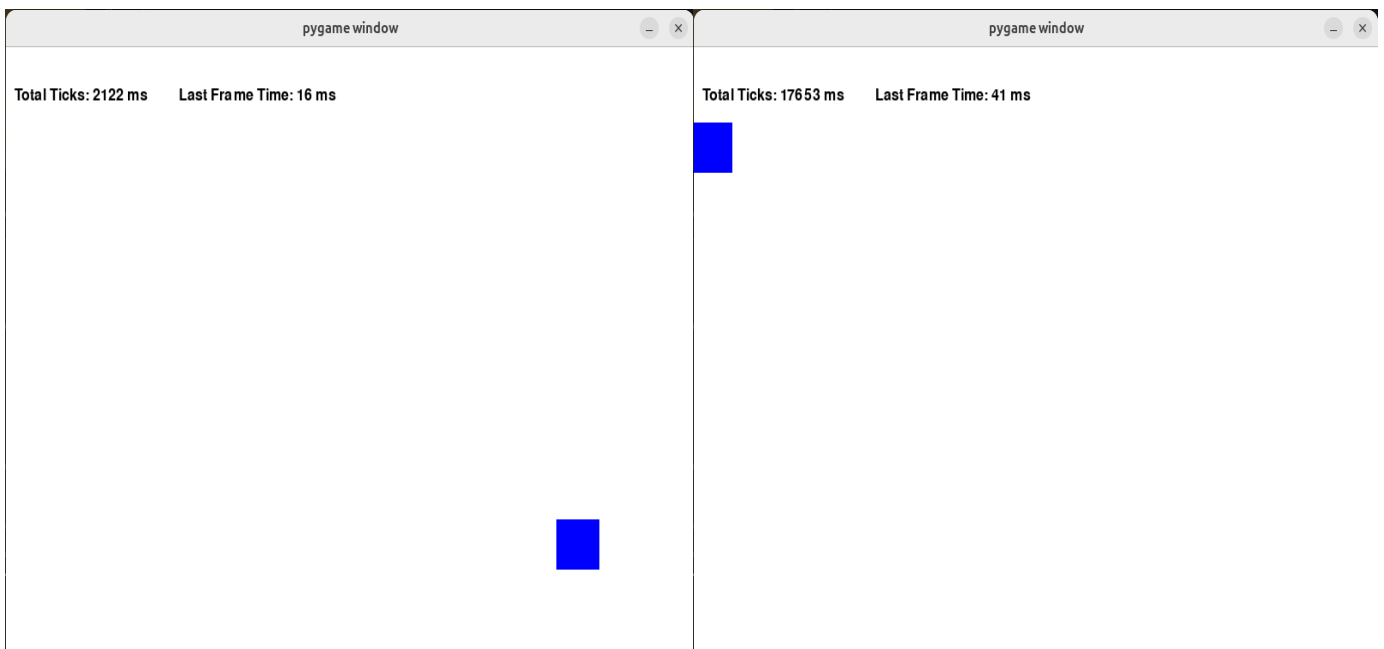 pygame window
Total Ticks: 2122 ms Last Frame Time: 16 ms
pygame window
Total Ticks: 17653 ms Last Frame Time: 41 ms